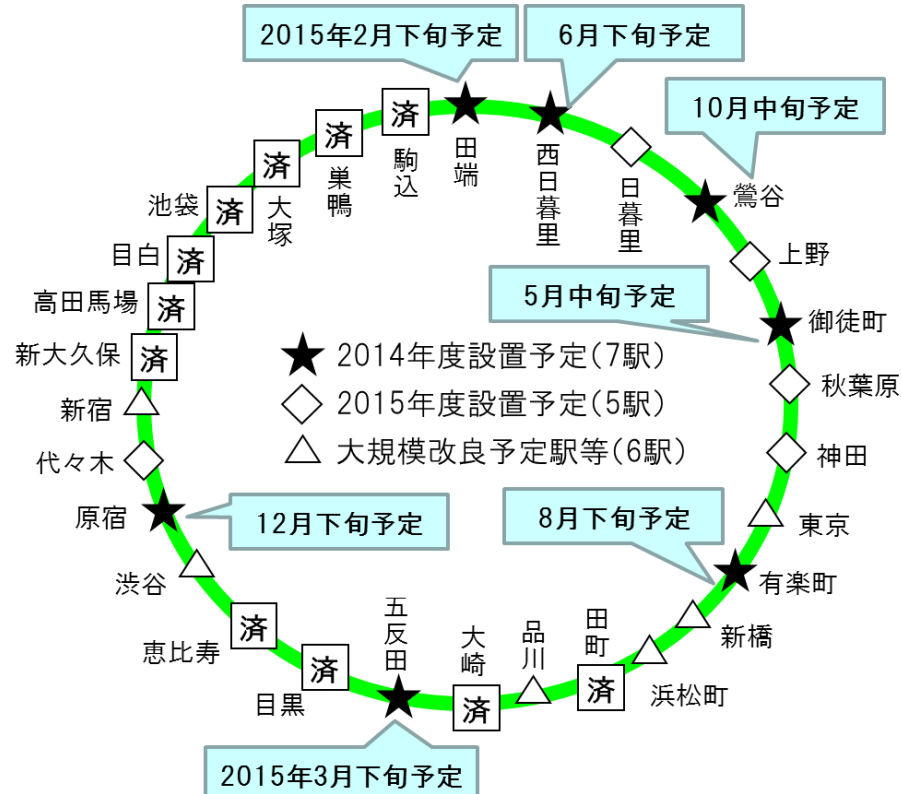 2015年2月下旬予定
6月下旬予定
10月中旬予定
済
駒込
田端
西日暮里
日暮里
鶯谷
上野
5月中旬予定
御徒町
秋葉原
神田
東京
8月下旬予定
有楽町
新橋
浜松町
田町
済
品川
大崎
済
五反田
2015年3月下旬予定
目黒
済
恵比寿
済
渋谷
原宿
12月下旬予定
代々木
新宿
新大久保
済
高田馬場
済
目白
済
池袋
済
大塚
済
巣鴨
済
★ 2014年度設置予定(7駅)
◇ 2015年度設置予定(5駅)
△ 大規模改良予定駅等(6駅)